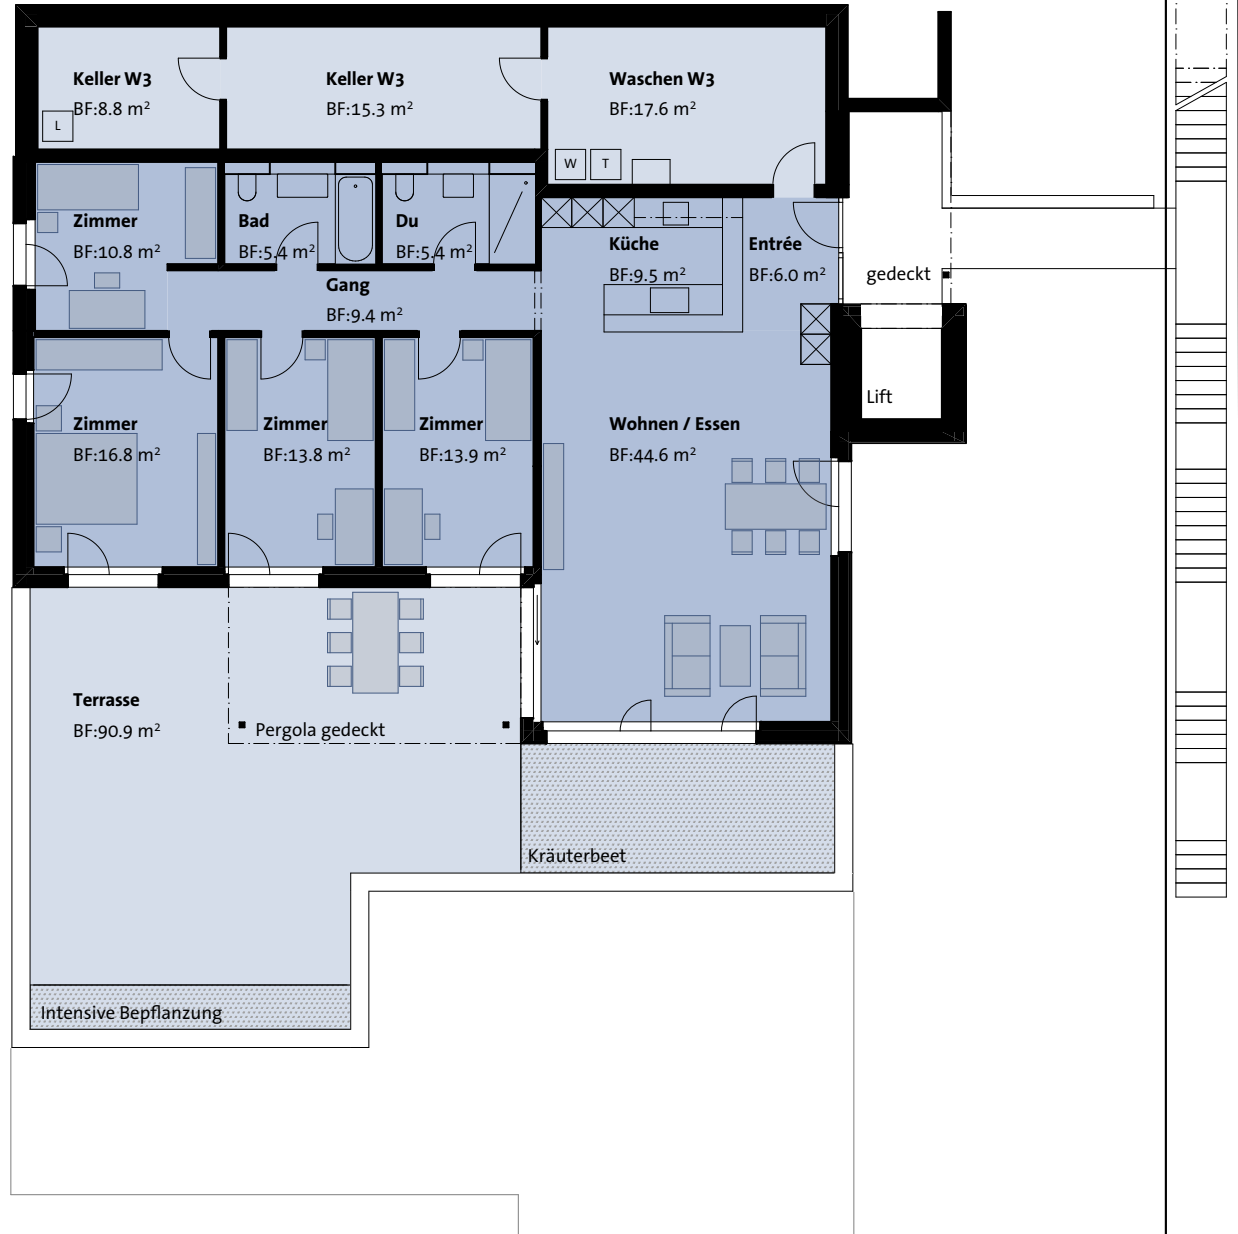 Keller W3
BF:8.8 m²
L
Keller W3
BF:15.3 m²
Waschen W3
BF:17.6 m²
W
T
Zimmer
BF:10.8 m²
Bad
BF:5.4 m²
Du
BF:5.4 m²
Küche
BF:9.5 m²
Entrée
BF:6.0 m²
gedeckt
Gang
BF:9.4 m²
Lift
Zimmer
BF:16.8 m²
Zimmer
BF:13.8 m²
Zimmer
BF:13.9 m²
Wohnen / Essen
BF:44.6 m²
Terrasse
BF:90.9 m²
Pergola gedeckt
Kräuterbeet
Intensive Bepflanzung